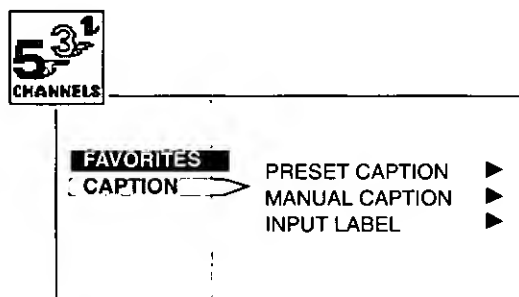 5 3 1
CHANNELS
FAVORITES
CAPTION
PRESET CAPTION ▶
MANUAL CAPTION ▶
INPUT LABEL ▶